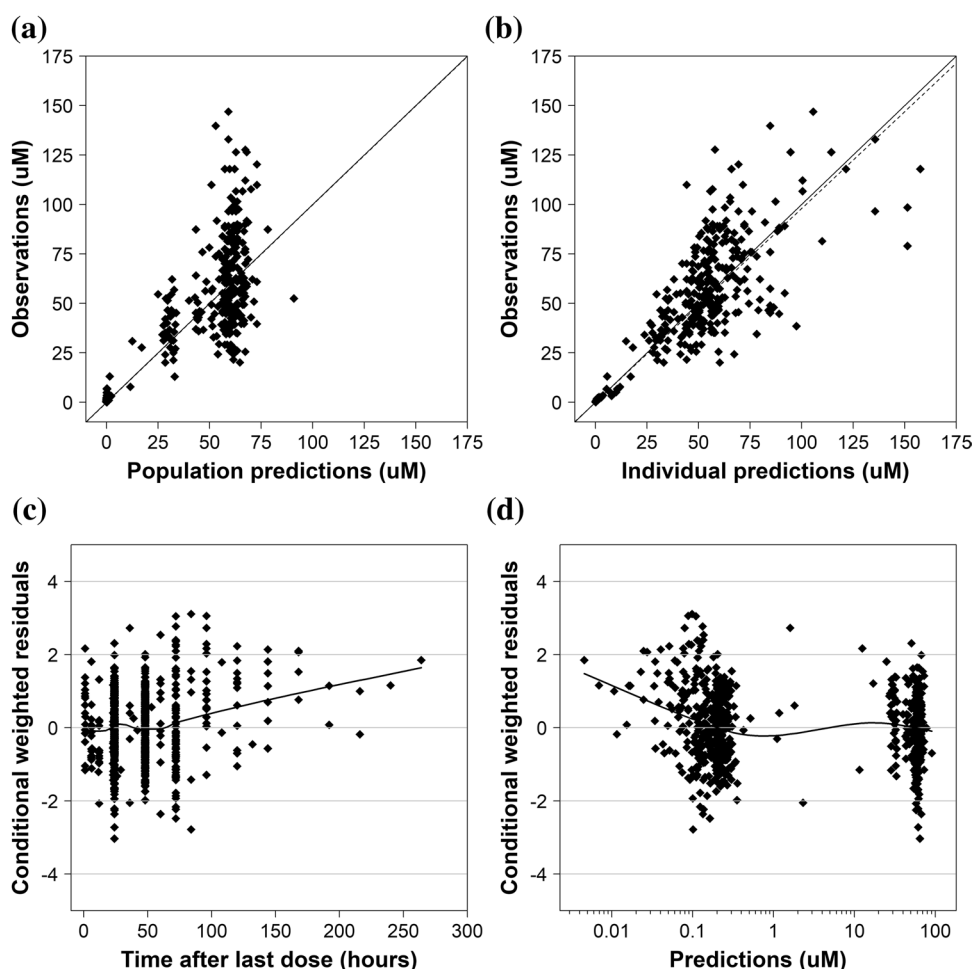 (a)
175
150
125
100
75
50
25
0
Observations (uM)
0 25 50 75 100 125 150 175
Population predictions (uM)
(b)
175
150
125
100
75
50
25
0
Observations (uM)
0 25 50 75 100 125 150 175
Individual predictions (uM)
(c)
4
2
0
-2
-4
Conditional weighted residuals
0 50 100 150 200 250 300
Time after last dose (hours)
(d)
4
2
0
-2
-4
Conditional weighted residuals
0.01 0.1 1 10 100
Predictions (uM)